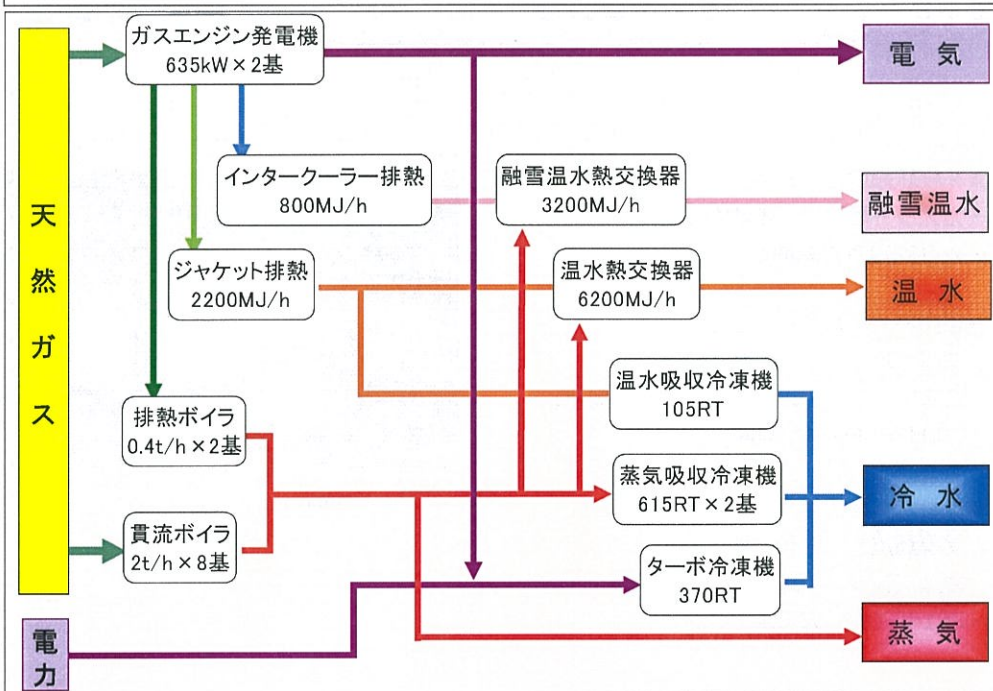 天然ガス
電力
ガスエンジン発電機
635kW×2基
インタークーラー排熱
800MJ/h
融雪温水熱交換器
3200MJ/h
ジャケット排熱
2200MJ/h
温水熱交換器
6200MJ/h
温水吸収冷凍機
105RT
排熱ボイラ
0.4t/h×2基
蒸気吸収冷凍機
615RT×2基
貫流ボイラ
2t/h×8基
ターボ冷凍機
370RT
電気
融雪温水
温水
冷水
蒸気